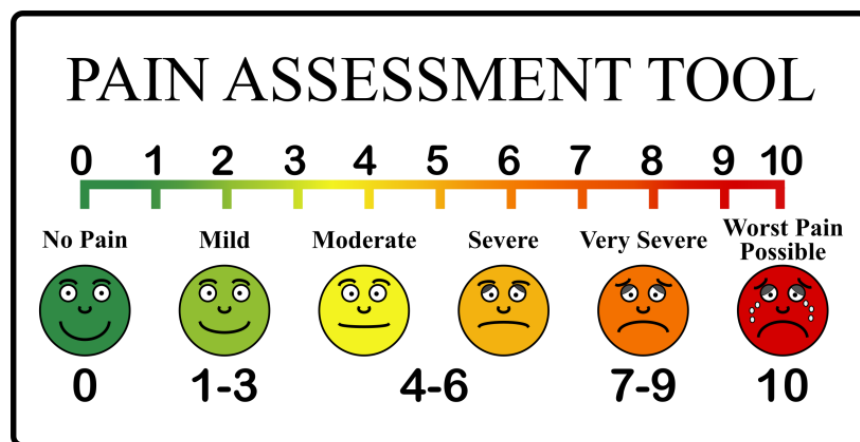 PAIN ASSESSMENT TOOL
0 1 2 3 4 5 6 7 8 9 10
No Pain Mild Moderate Severe Very Severe Worst Pain
Possible
0 1-3 4-6 7-9 10